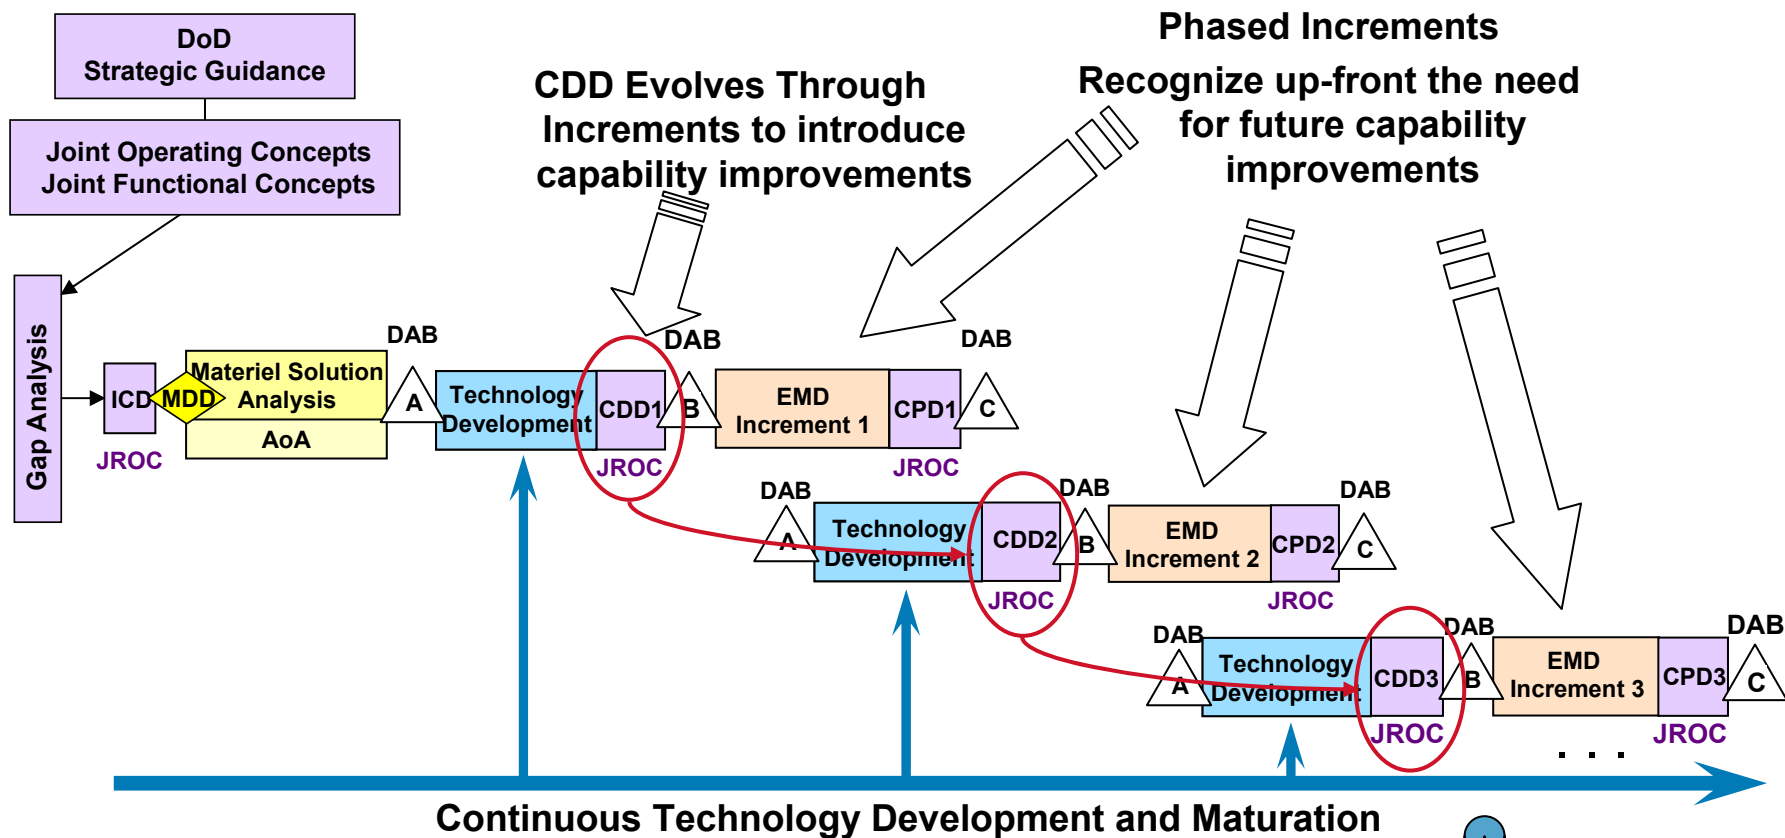 DoD
Strategic Guidance
Joint Operating Concepts
Joint Functional Concepts
CDD Evolves Through
Increments to introduce
capability improvements
Phased Increments
Recognize up-front the need
for future capability
improvements
Gap Analysis
ICD
JROC
MDD
Materiel Solution
Analysis
AoA
DAB
A
Technology
Development
CDD1
JROC
DAB
B
EMD
Increment 1
CPD1
JROC
DAB
C
DAB
A
Technology
Development
CDD2
JROC
DAB
B
EMD
Increment 2
CPD2
JROC
DAB
C
DAB
A
Technology
Development
CDD3
JROC
DAB
B
EMD
Increment 3
CPD3
JROC
DAB
C
. . .
Continuous Technology Development and Maturation